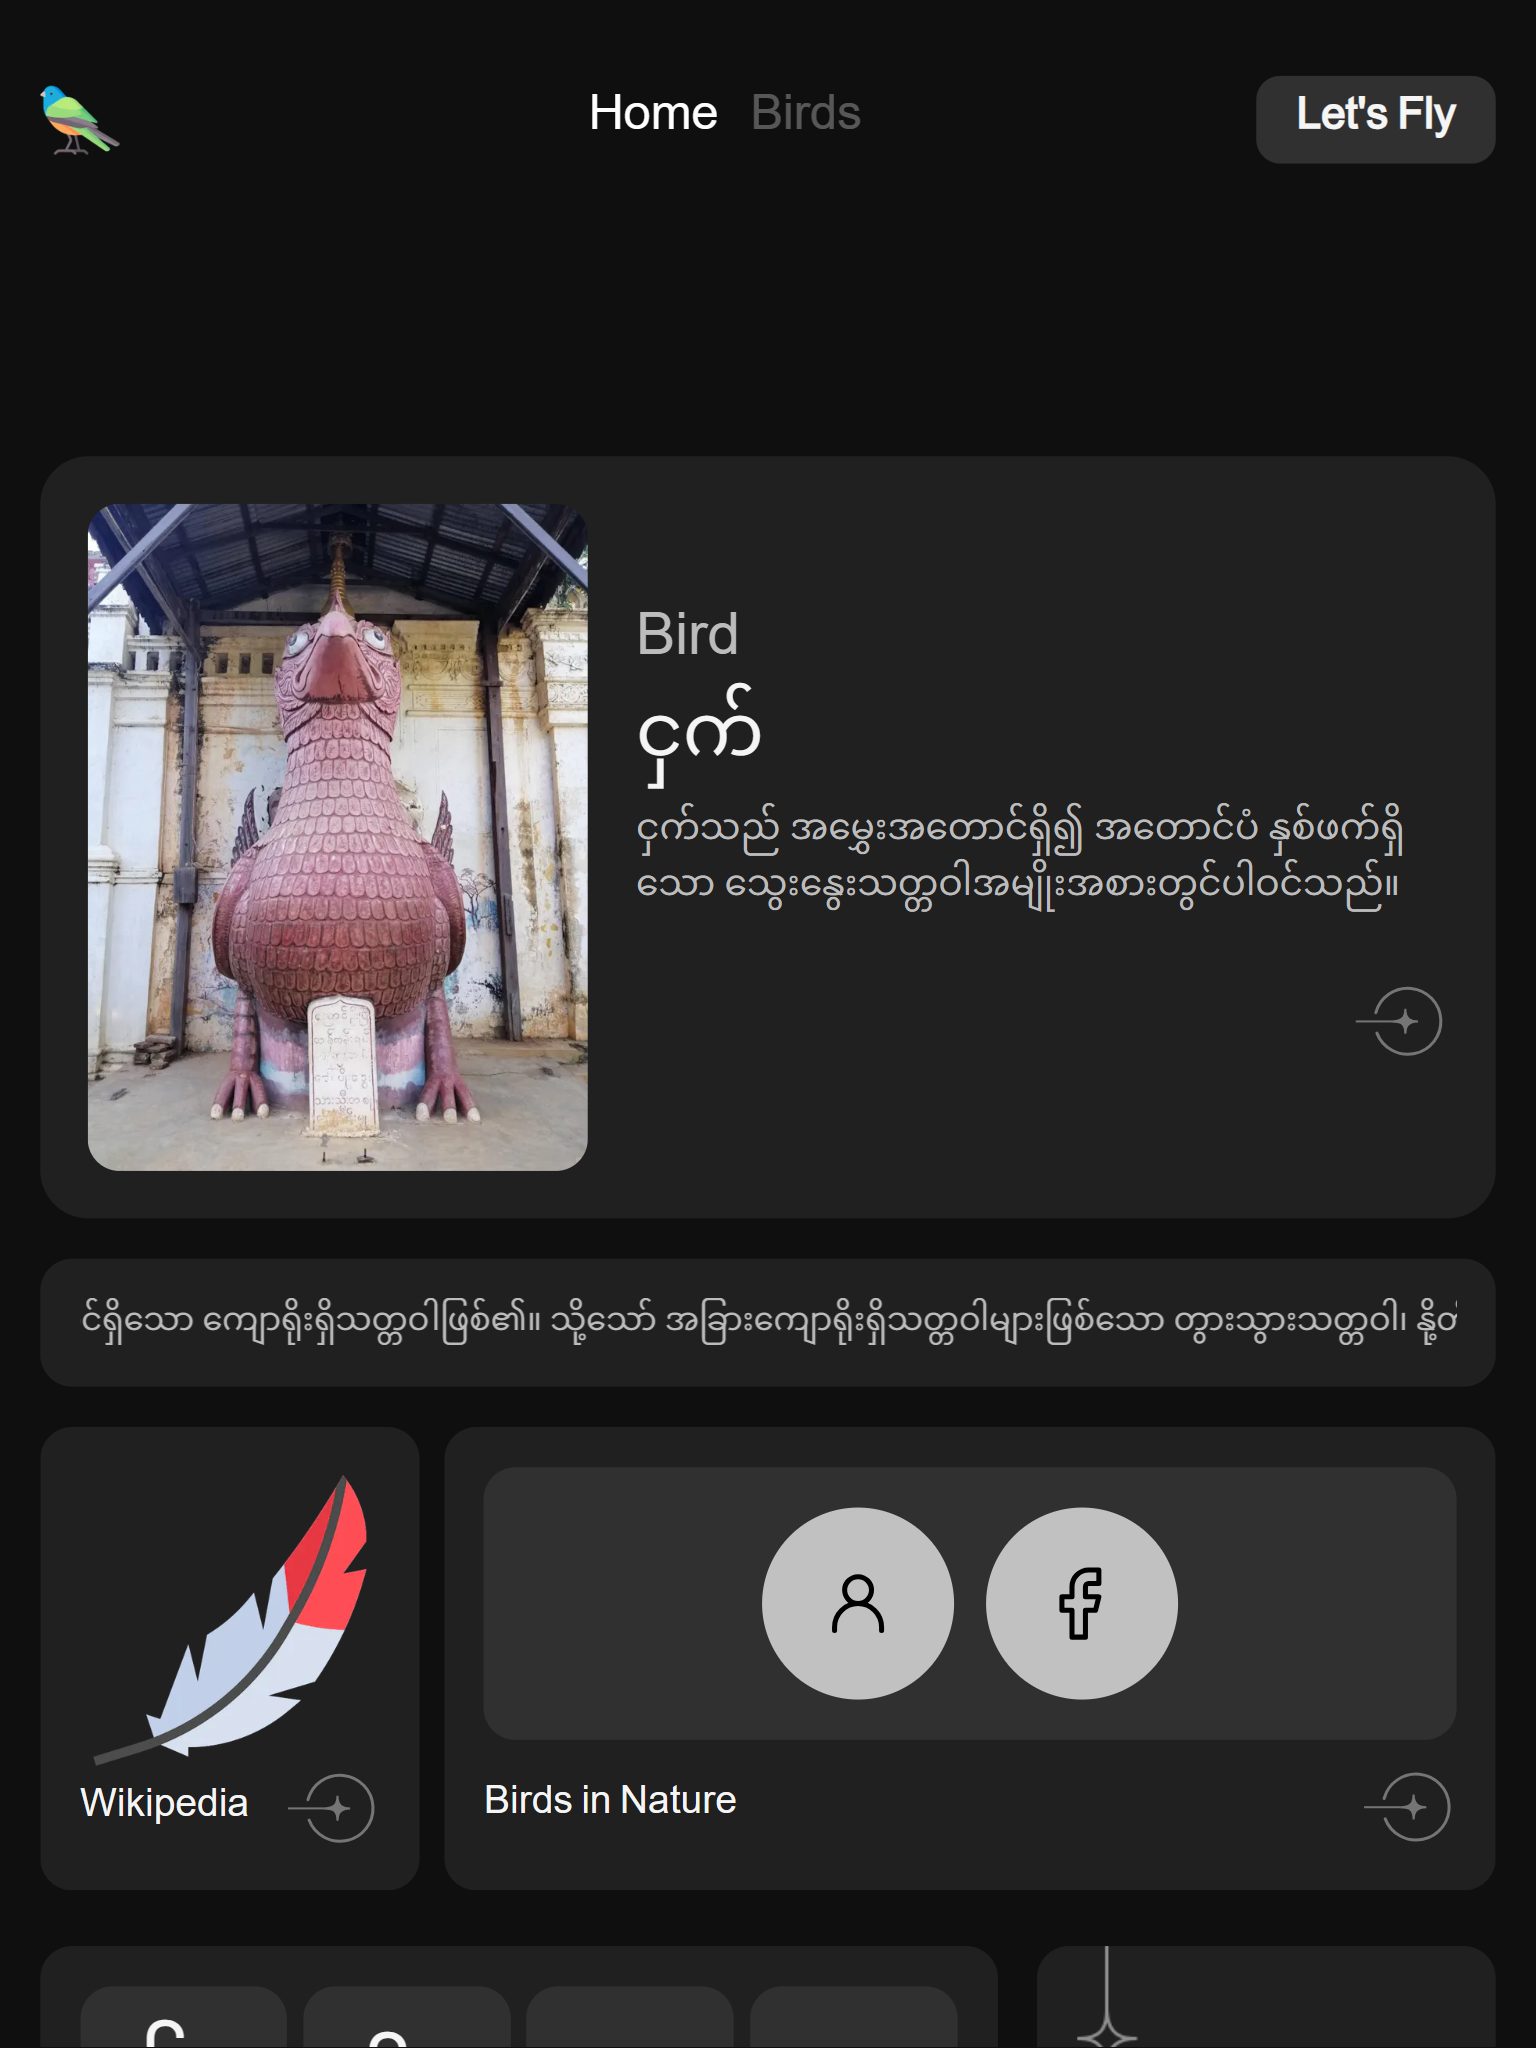 Home Birds
Let's Fly
Bird
ငှက်
ငှက်သည် အမွှေးအတောင်ရှိ၍ အတောင်ပံ နှစ်ဖက်ရှိ
သော သွေးနွေးသတ္တဝါအမျိုးအစားတွင်ပါဝင်သည်။
င်ရှိသော ကျောရိုးရှိသတ္တဝါဖြစ်၏။ သို့သော် အခြားကျောရိုးရှိသတ္တဝါများဖြစ်သော တွားသွားသတ္တဝါ၊
Wikipedia
Birds in Nature